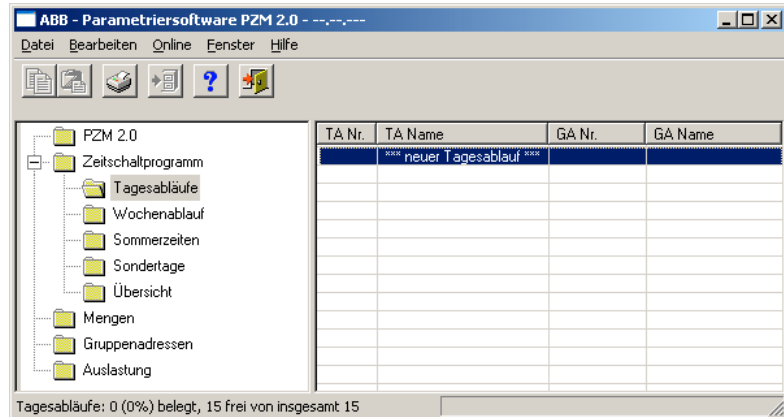 ABB - Parametriersoftware PZM 2.0 - --.--.----
Datei Bearbeiten Online Fenster Hilfe
PZM 2.0
Zeitschaltprogramm
Tagesabläufe
Wochenablauf
Sommerzeiten
Sondertage
Übersicht
Mengen
Gruppenadressen
Auslastung
TA Nr. TA Name GA Nr. GA Name
*** neuer Tagesablauf ***
Tagesabläufe: 0 (0%) belegt, 15 frei von insgesamt 15